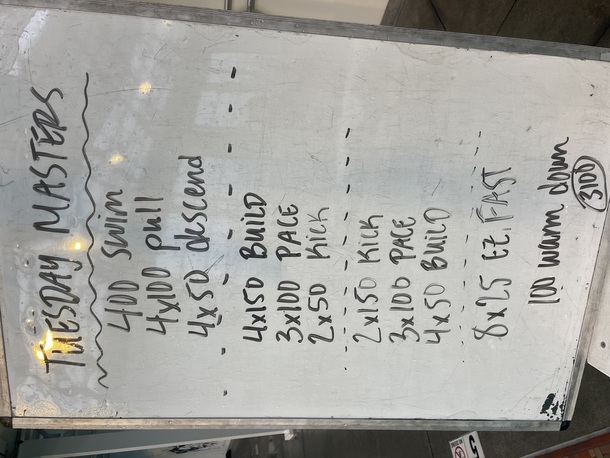 TUESDAY MASTERS
400 swim
4x100 pull
4x50 descend
4x150 BUILD
3x100 PACE
2x50 KICK
2x150 KICK
3x100 PACE
4x50 BUILD
8x25 EZ, FAST
100 warm down
3100